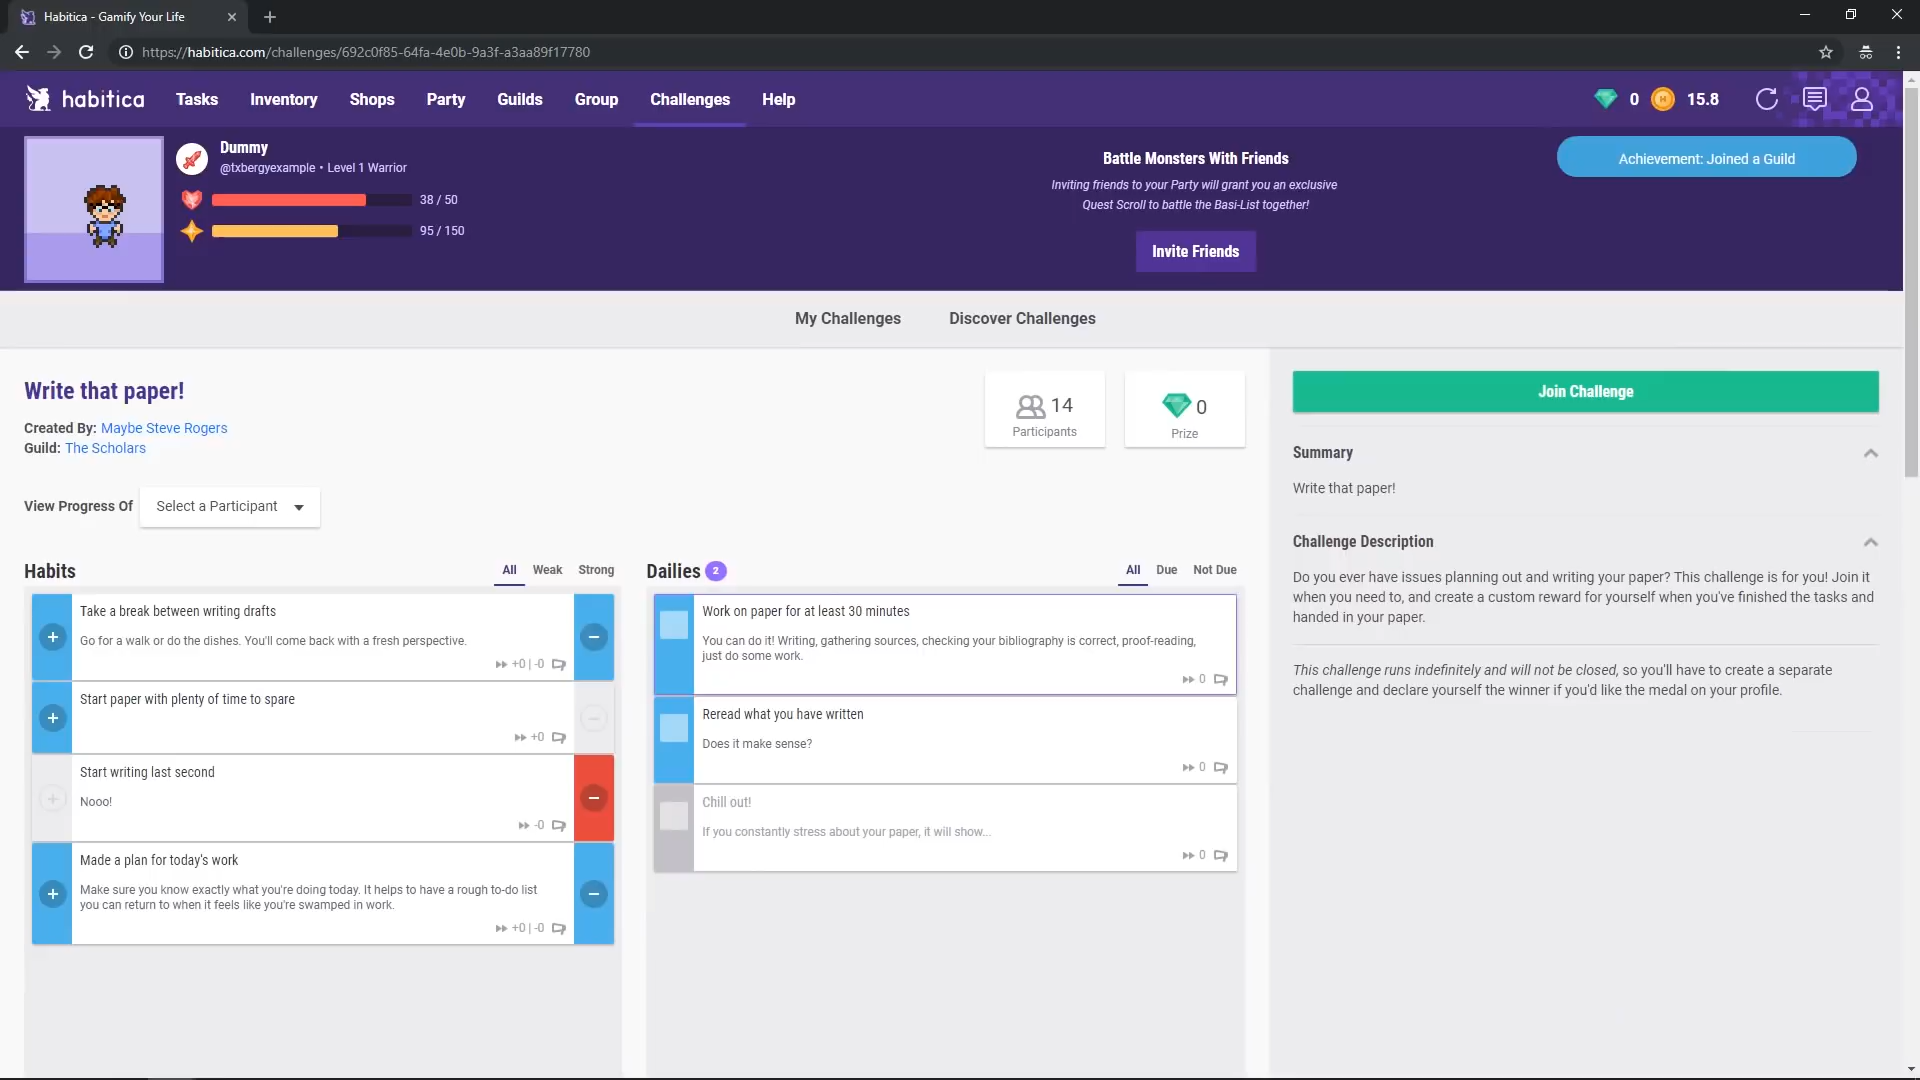 Habitica - Gamify Your Life
https://habitica.com/challenges/692c0f85-64fa-4e0b-9a3f-a3aa89f17780
habitica Tasks Inventory Shops Party Guilds Group Challenges Help 0 15.8
Dummy
@txbergyexample • Level 1 Warrior
38 / 50
95 / 150
Battle Monsters With Friends
Inviting friends to your Party will grant you an exclusive
Quest Scroll to battle the Basi-List together!
Invite Friends
Achievement: Joined a Guild
My Challenges Discover Challenges
Write that paper!
Created By: Maybe Steve Rogers
Guild: The Scholars
14
Participants
0
Prize
View Progress Of Select a Participant
Habits All Weak Strong
Take a break between writing drafts
Go for a walk or do the dishes. You'll come back with a fresh perspective.
+0 | -0
Start paper with plenty of time to spare
+0
Start writing last second
Nooo!
-0
Made a plan for today's work
Make sure you know exactly what you're doing today. It helps to have a rough to-do list
you can return to when it feels like you're swamped in work.
+0 | -0
Dailies 2 All Due Not Due
Work on paper for at least 30 minutes
You can do it! Writing, gathering sources, checking your bibliography is correct, proof-reading,
just do some work.
0
Reread what you have written
Does it make sense?
0
Chill out!
If you constantly stress about your paper, it will show...
0
Join Challenge
Summary
Write that paper!
Challenge Description
Do you ever have issues planning out and writing your paper? This challenge is for you! Join it
when you need to, and create a custom reward for yourself when you've finished the tasks and
handed in your paper.
This challenge runs indefinitely and will not be closed, so you'll have to create a separate
challenge and declare yourself the winner if you'd like the medal on your profile.